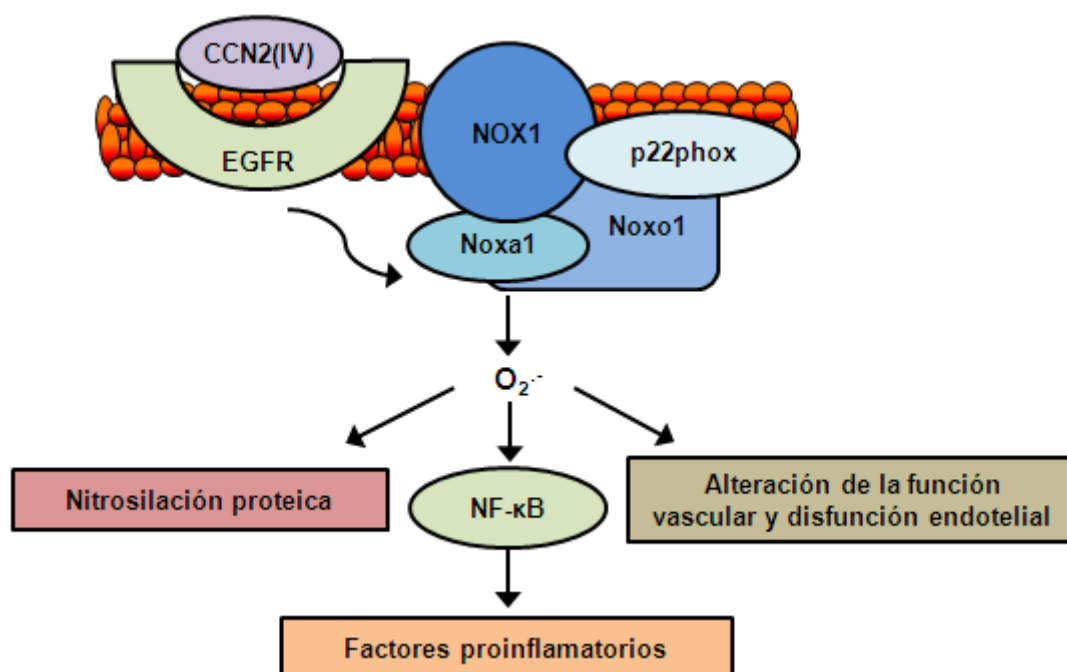 CCN2(IV)
EGFR
NOX1
p22phox
Noxa1
Noxo1
O₂·-
Nitrosilación proteica
NF-κB
Alteración de la función
vascular y disfunción endotelial
Factores proinflamatorios